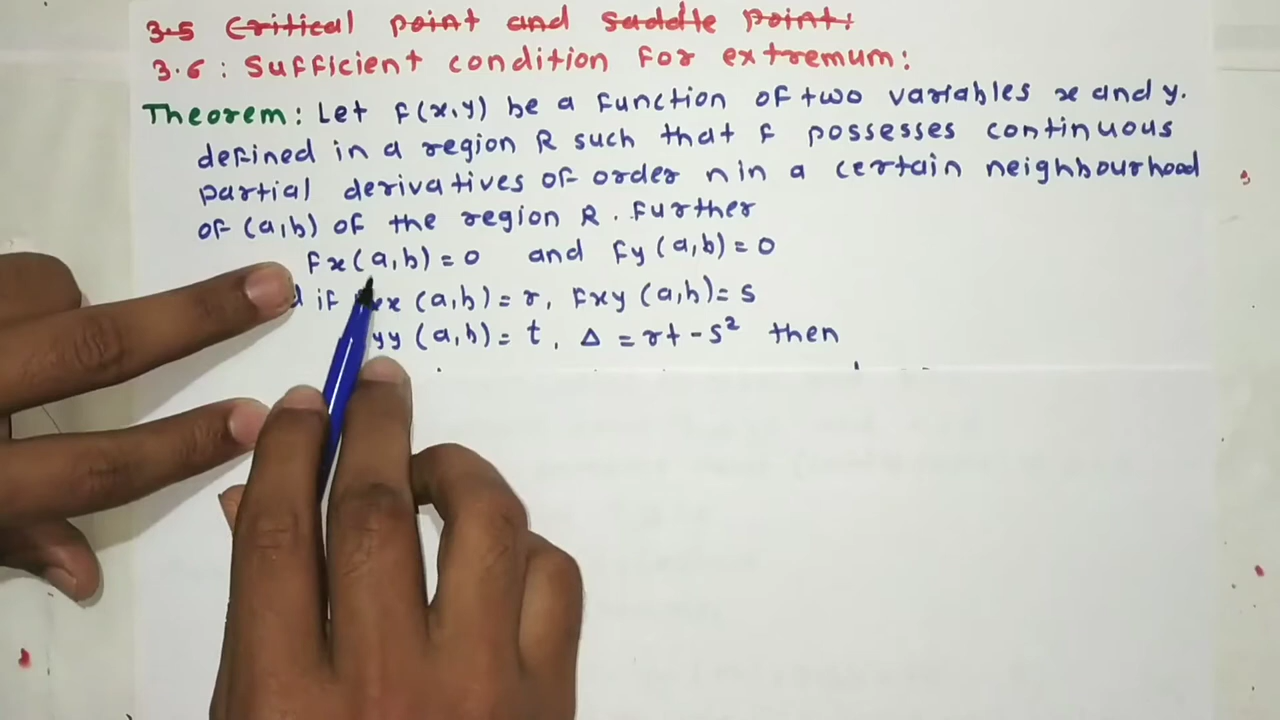 3.5 Critical point and saddle point:
3.6: Sufficient condition for extremum:
Theorem: Let f(x,y) be a function of two variables x and y.
defined in a region R such that f possesses continuous
partial derivatives of order n in a certain neighbourhood
of (a,b) of the region R. Further
fx(a,b)=0 and fy(a,b)=0
if (a,b)=r, fxy(a,b)=s
yy(a,b)=t, Δ=rt-s² then